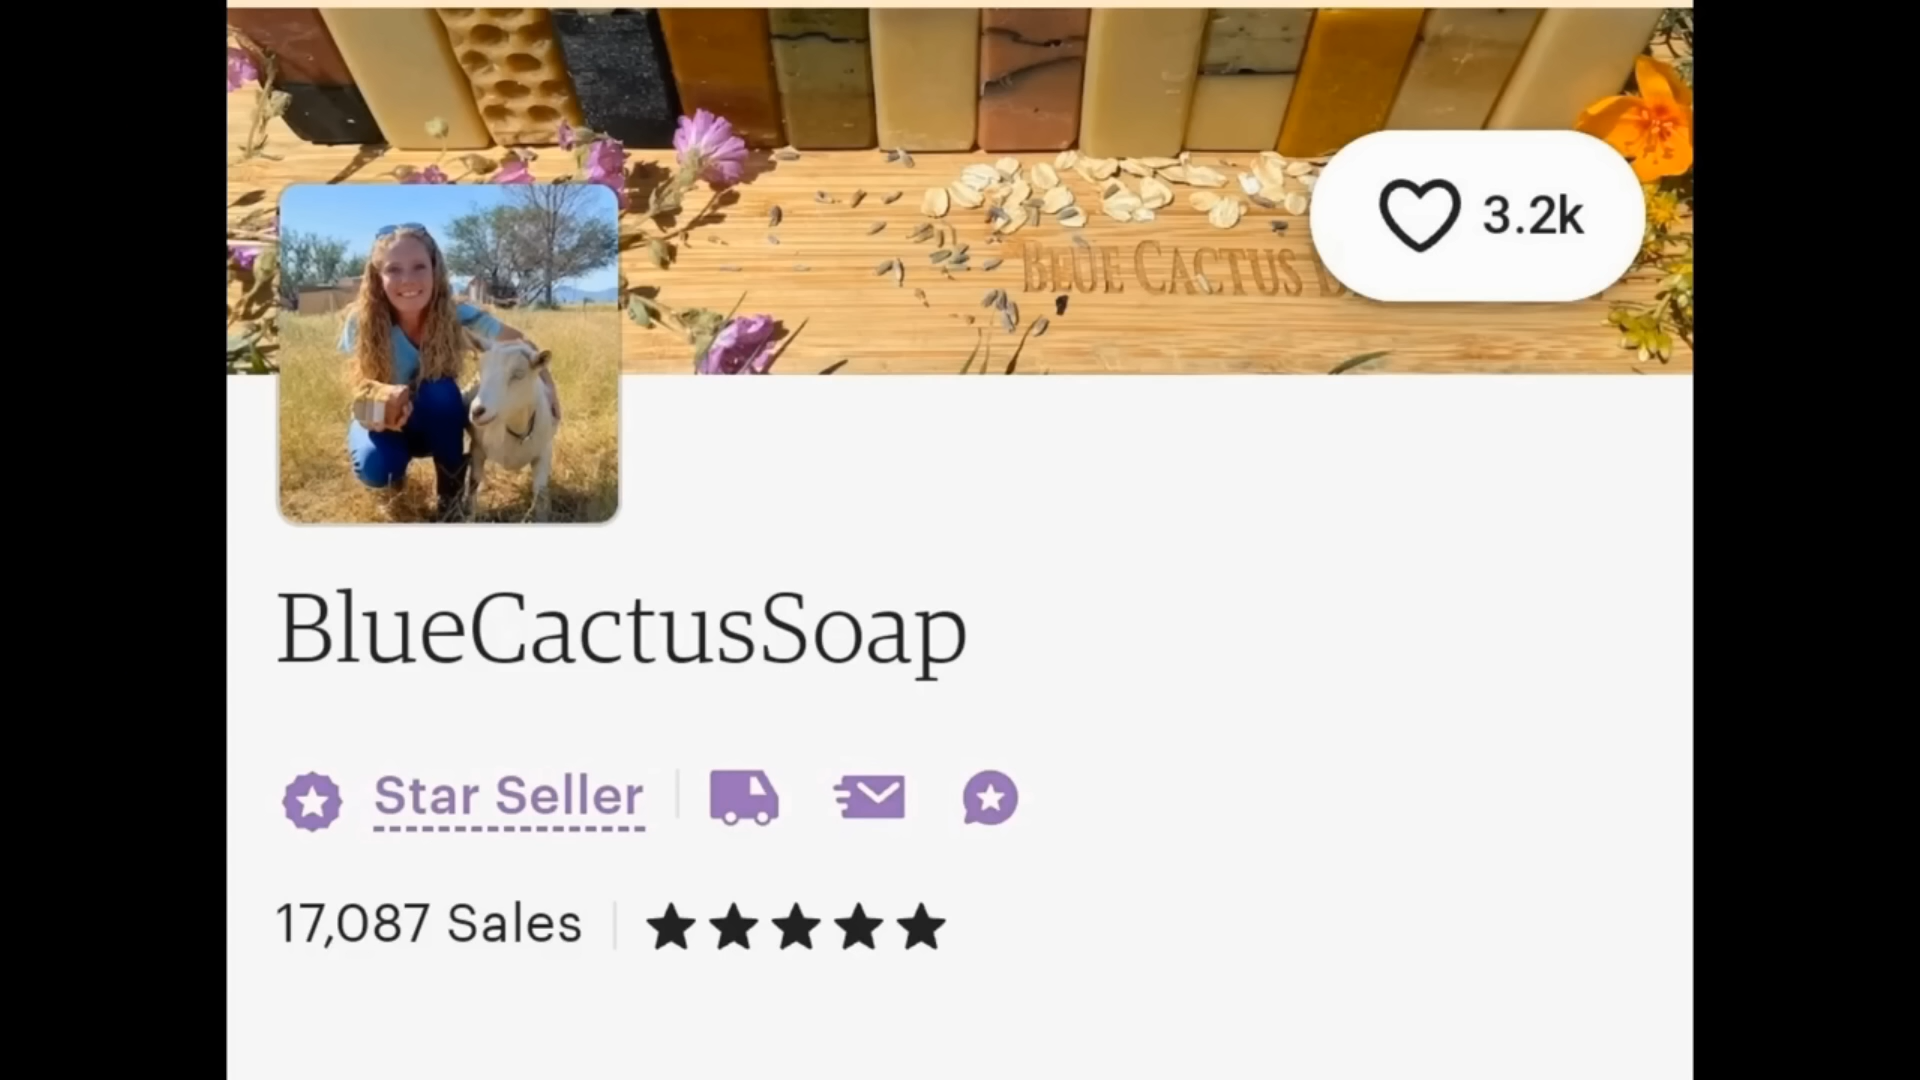 3.2k
BLUE CACTUS
BlueCactusSoap
Star Seller
17,087 Sales